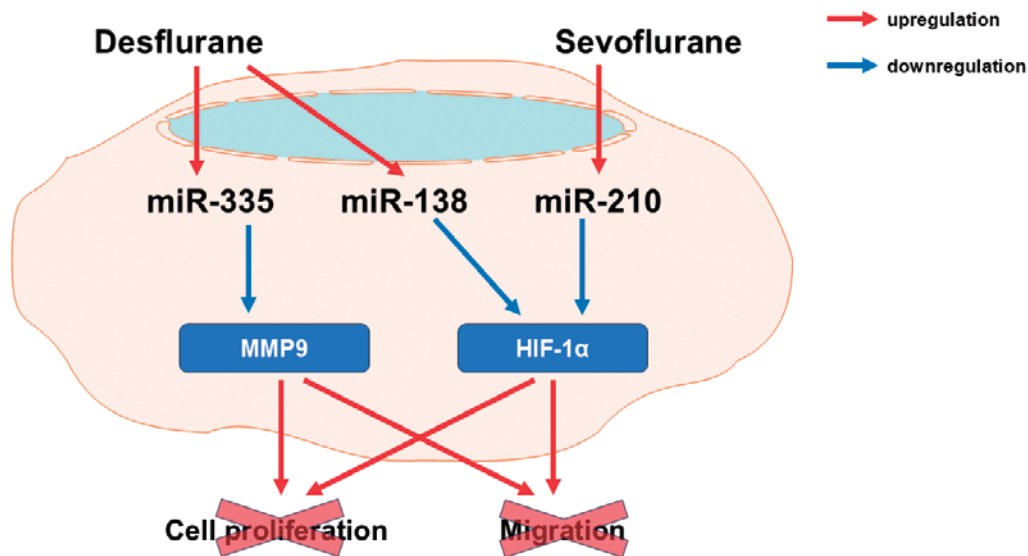 upregulation
Desflurane Sevoflurane
downregulation
miR-335 miR-138 miR-210
MMP9 HIF-1α
Cell proliferation Migration